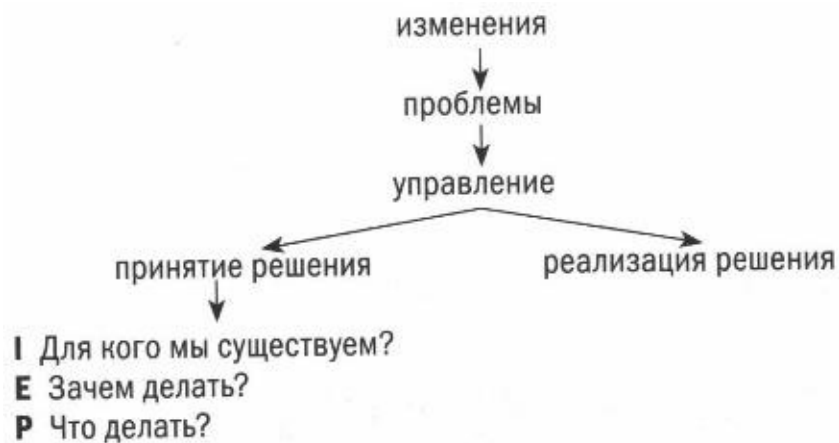 изменения
проблемы
управление
принятие решения
реализация решения
I Для кого мы существуем?
E Зачем делать?
P Что делать?